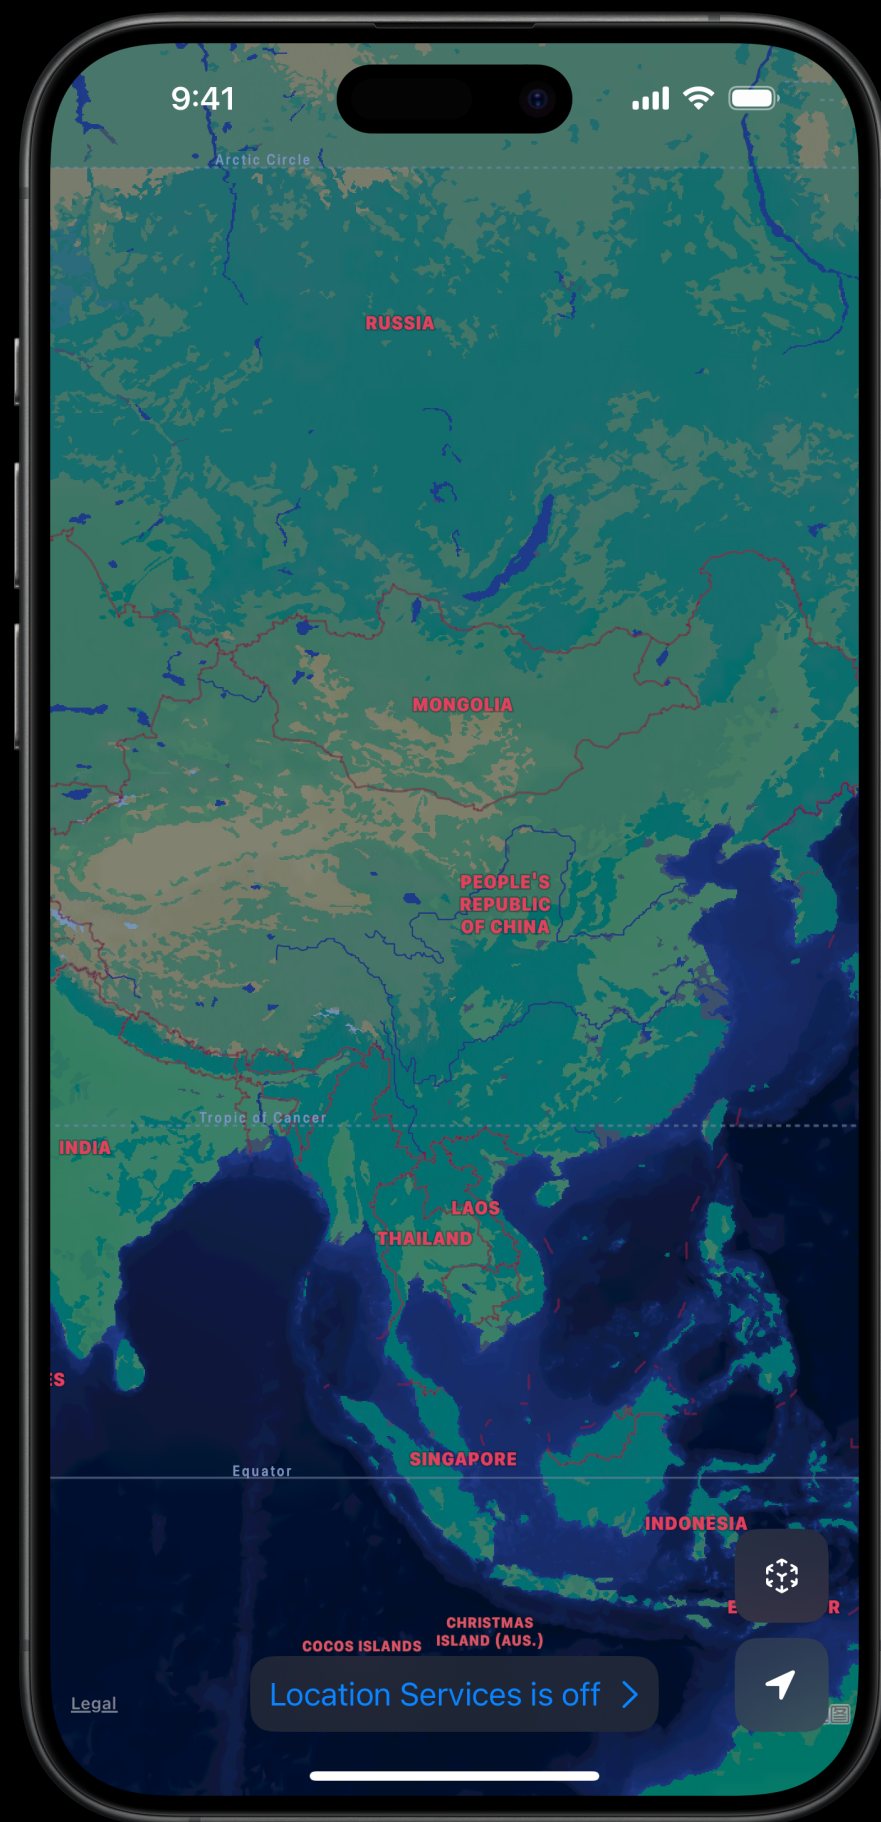 9:41
Arctic Circle
RUSSIA
MONGOLIA
PEOPLE'S
REPUBLIC
OF CHINA
Tropic of Cancer
INDIA
LAOS
THAILAND
ES
SINGAPORE
Equator
INDONESIA
E R
CHRISTMAS
ISLAND (AUS.)
COCOS ISLANDS
Location Services is off
Legal